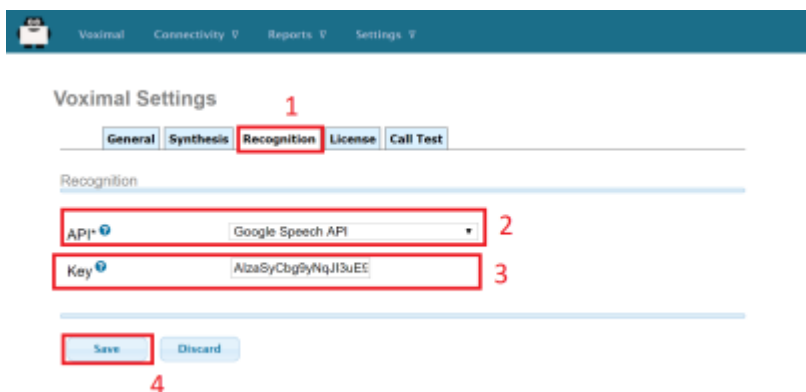 Voximal Connectivity ∇ Reports ∇ Settings ∇
Voximal Settings
1
General Synthesis Recognition License Call Test
Recognition
API* Google Speech API 2
Key AIzaSyCbg9yNqJI3uE9 3
Save Discard
4